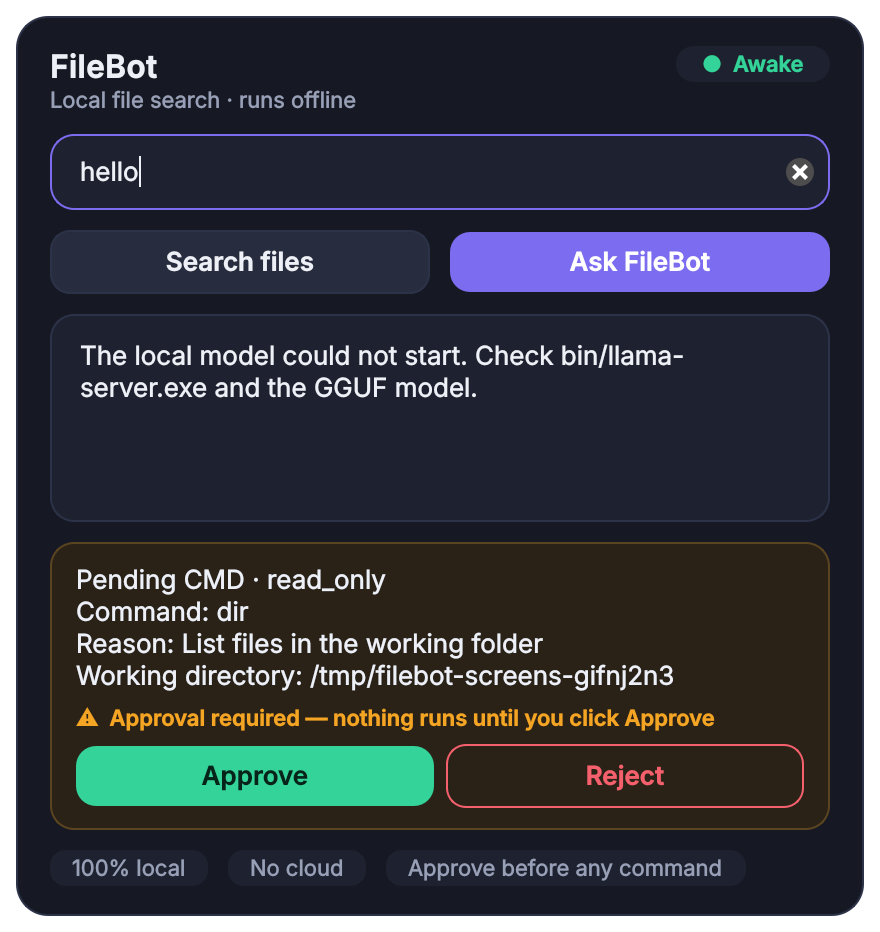 FileBot
Awake
Local file search · runs offline
hello
Search files
Ask FileBot
The local model could not start. Check bin/llama-
server.exe and the GGUF model.
Pending CMD · read_only
Command: dir
Reason: List files in the working folder
Working directory: /tmp/filebot-screens-gifnj2n3
Approval required — nothing runs until you click Approve
Approve
Reject
100% local
No cloud
Approve before any command